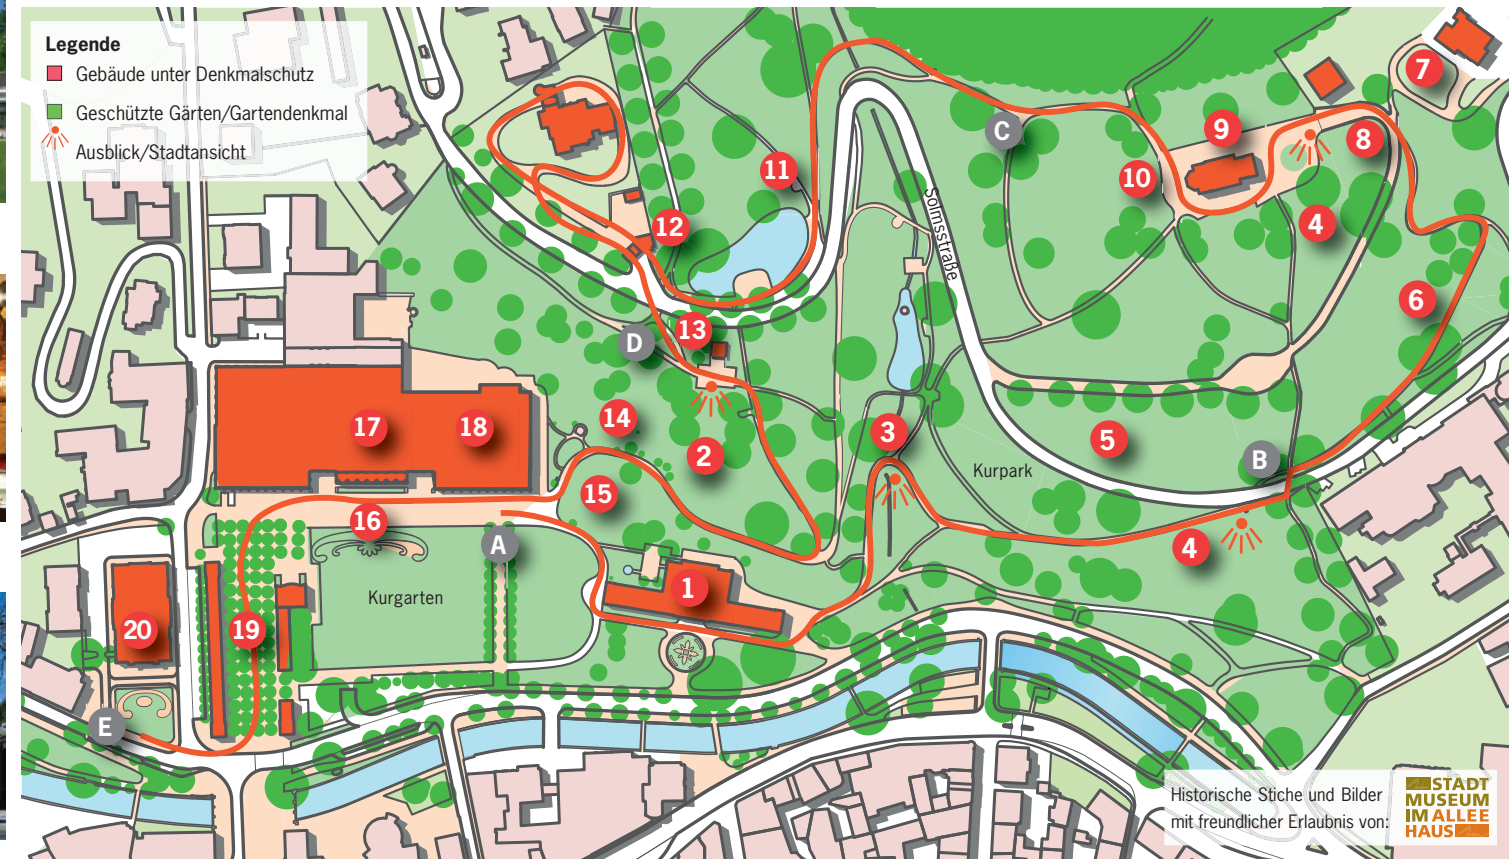 Legende
Gebäude unter Denkmalschutz
Geschützte Gärten/Gartendenkmal
Ausblick/Stadtansicht
7
C
9
8
11
10
Solmsstraße
12
4
6
13
D
14
17
18
3
5
2
B
Kurpark
15
16
A
4
1
Kurgarten
20
19
E
Historische Stiche und Bilder
mit freundlicher Erlaubnis von:
STADT
MUSEUM
IM ALLEE
HAUS